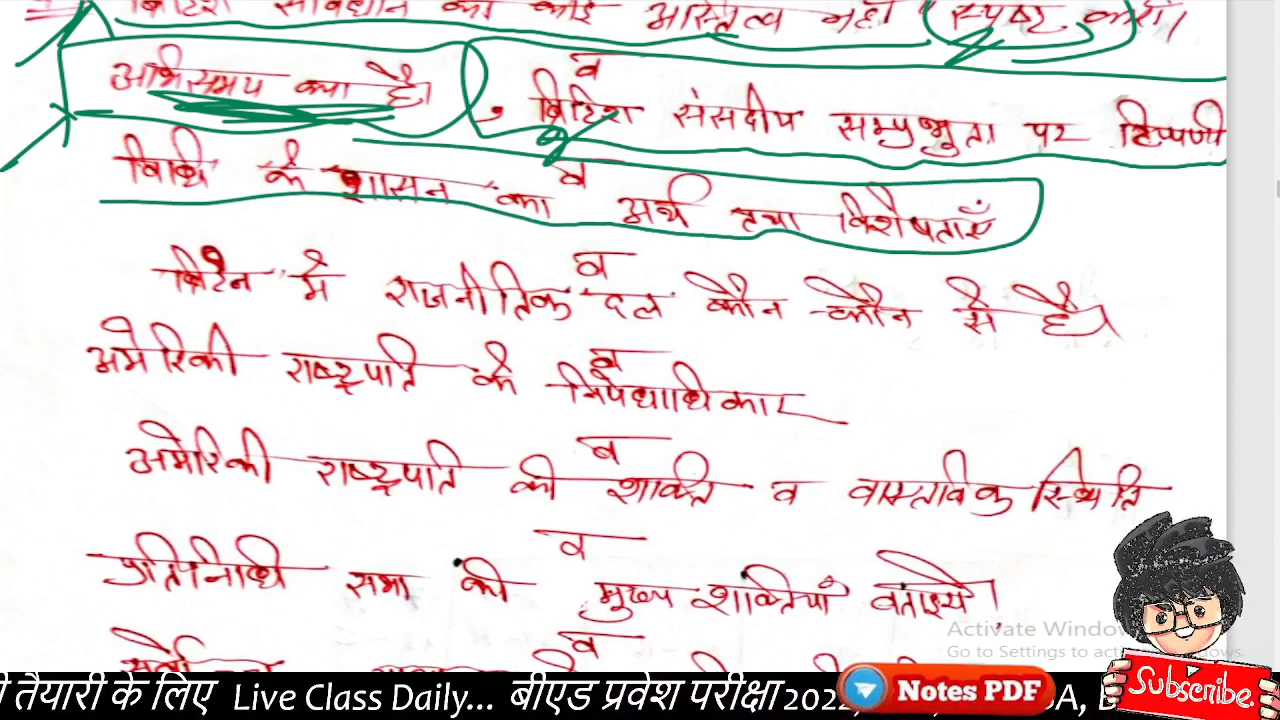 ब्रिटिश संविधान का कोई अस्तित्व नहीं स्पष्ट करो।
अभिसमय क्या है।
व
ब्रिटिश संसदीय सम्प्रभुता पर टिप्पणी
व
विधि के शासन का अर्थ तथा विशेषताएँ
व
ब्रिटेन में राजनीतिक दल कौन कौन से है।
व
अमेरिकी राष्ट्रपति के निषेधाधिकार
व
अमेरिकी राष्ट्रपति की शक्ति व वास्तविक स्थिति
व
प्रतिनिधि सभा की मुख्य शक्तियाँ बताइये।
व
Activate Windows
Go to Settings to activate Windows.
तैयारी के लिए Live Class Daily... बीएड प्रवेश परीक्षा 2022,
Notes PDF
Subscribe